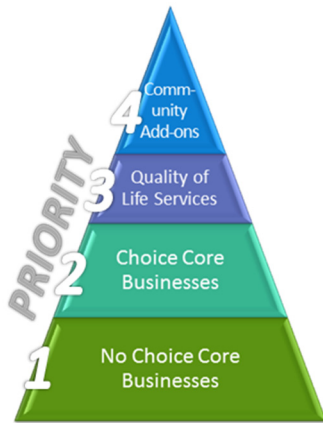 PRIORITY
4
Comm-
unity
Add-ons
3
Quality of
Life Services
2
Choice Core
Businesses
1
No Choice Core
Businesses